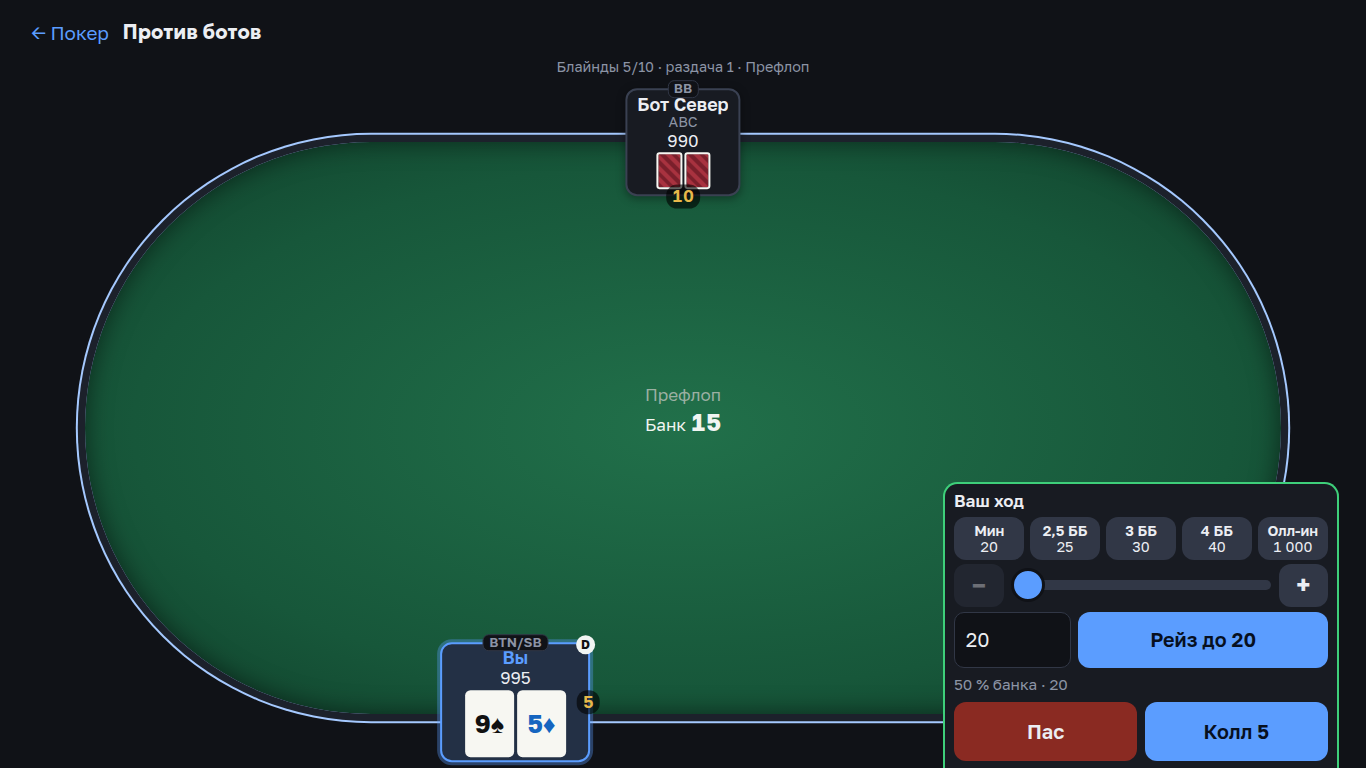 ← Покер Против ботов
Блайнды 5/10 · раздача 1 · Префлоп
BB
Бот Север
ABC
990
10
Префлоп
Банк 15
BTN/SB
D
Вы
995
5
9♠ 5♦
Ваш ход
Мин 2,5 ББ 3 ББ 4 ББ Олл-ин
20 25 30 40 1 000
− +
20 Рейз до 20
50 % банка · 20
Пас Колл 5